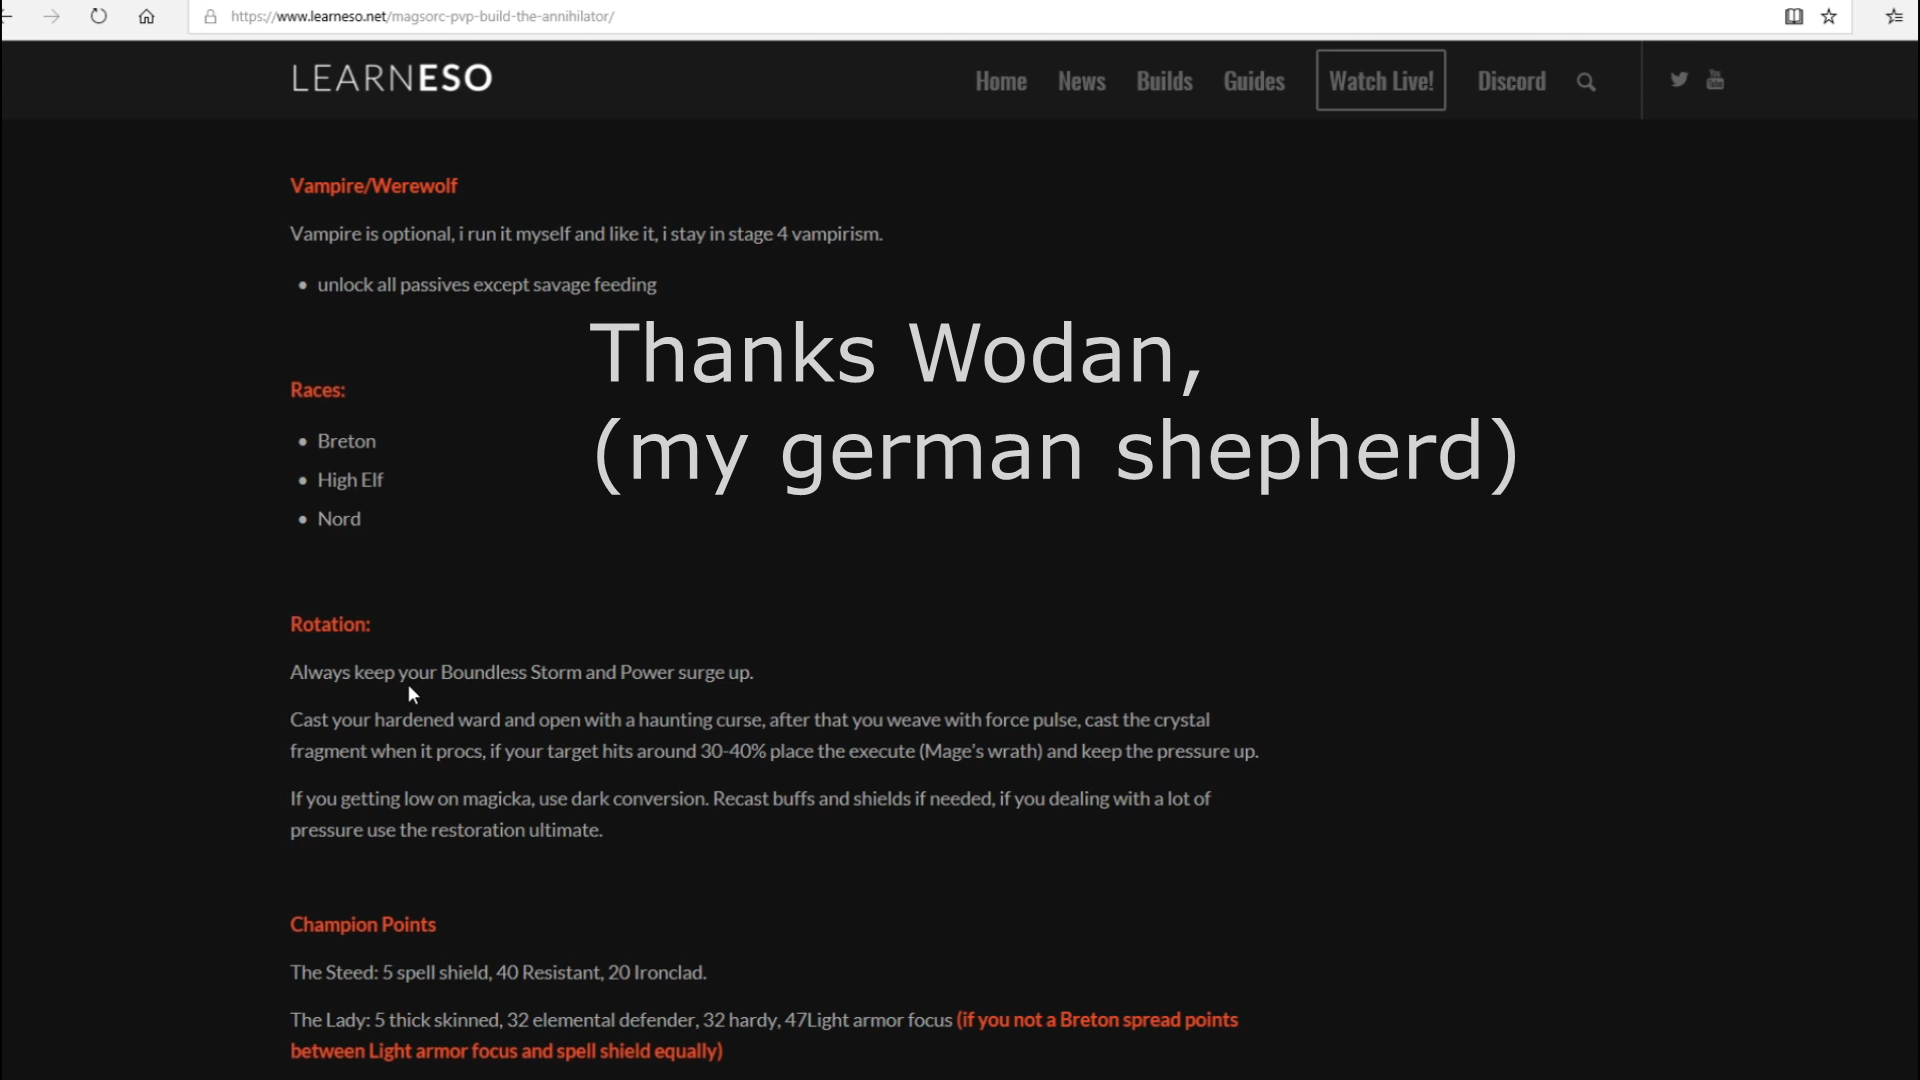 https://www.learneso.net/magsorc-pvp-build-the-annihilator/
LEARNESO
Home News Builds Guides Watch Live! Discord
Vampire/Werewolf
Vampire is optional, i run it myself and like it, i stay in stage 4 vampirism.
• unlock all passives except savage feeding
Thanks Wodan,
(my german shepherd)
Races:
• Breton
• High Elf
• Nord
Rotation:
Always keep your Boundless Storm and Power surge up.
Cast your hardened ward and open with a haunting curse, after that you weave with force pulse, cast the crystal
fragment when it procs, if your target hits around 30-40% place the execute (Mage's wrath) and keep the pressure up.
If you getting low on magicka, use dark conversion. Recast buffs and shields if needed, if you dealing with a lot of
pressure use the restoration ultimate.
Champion Points
The Steed: 5 spell shield, 40 Resistant, 20 Ironclad.
The Lady: 5 thick skinned, 32 elemental defender, 32 hardy, 47Light armor focus (if you not a Breton spread points
between Light armor focus and spell shield equally)